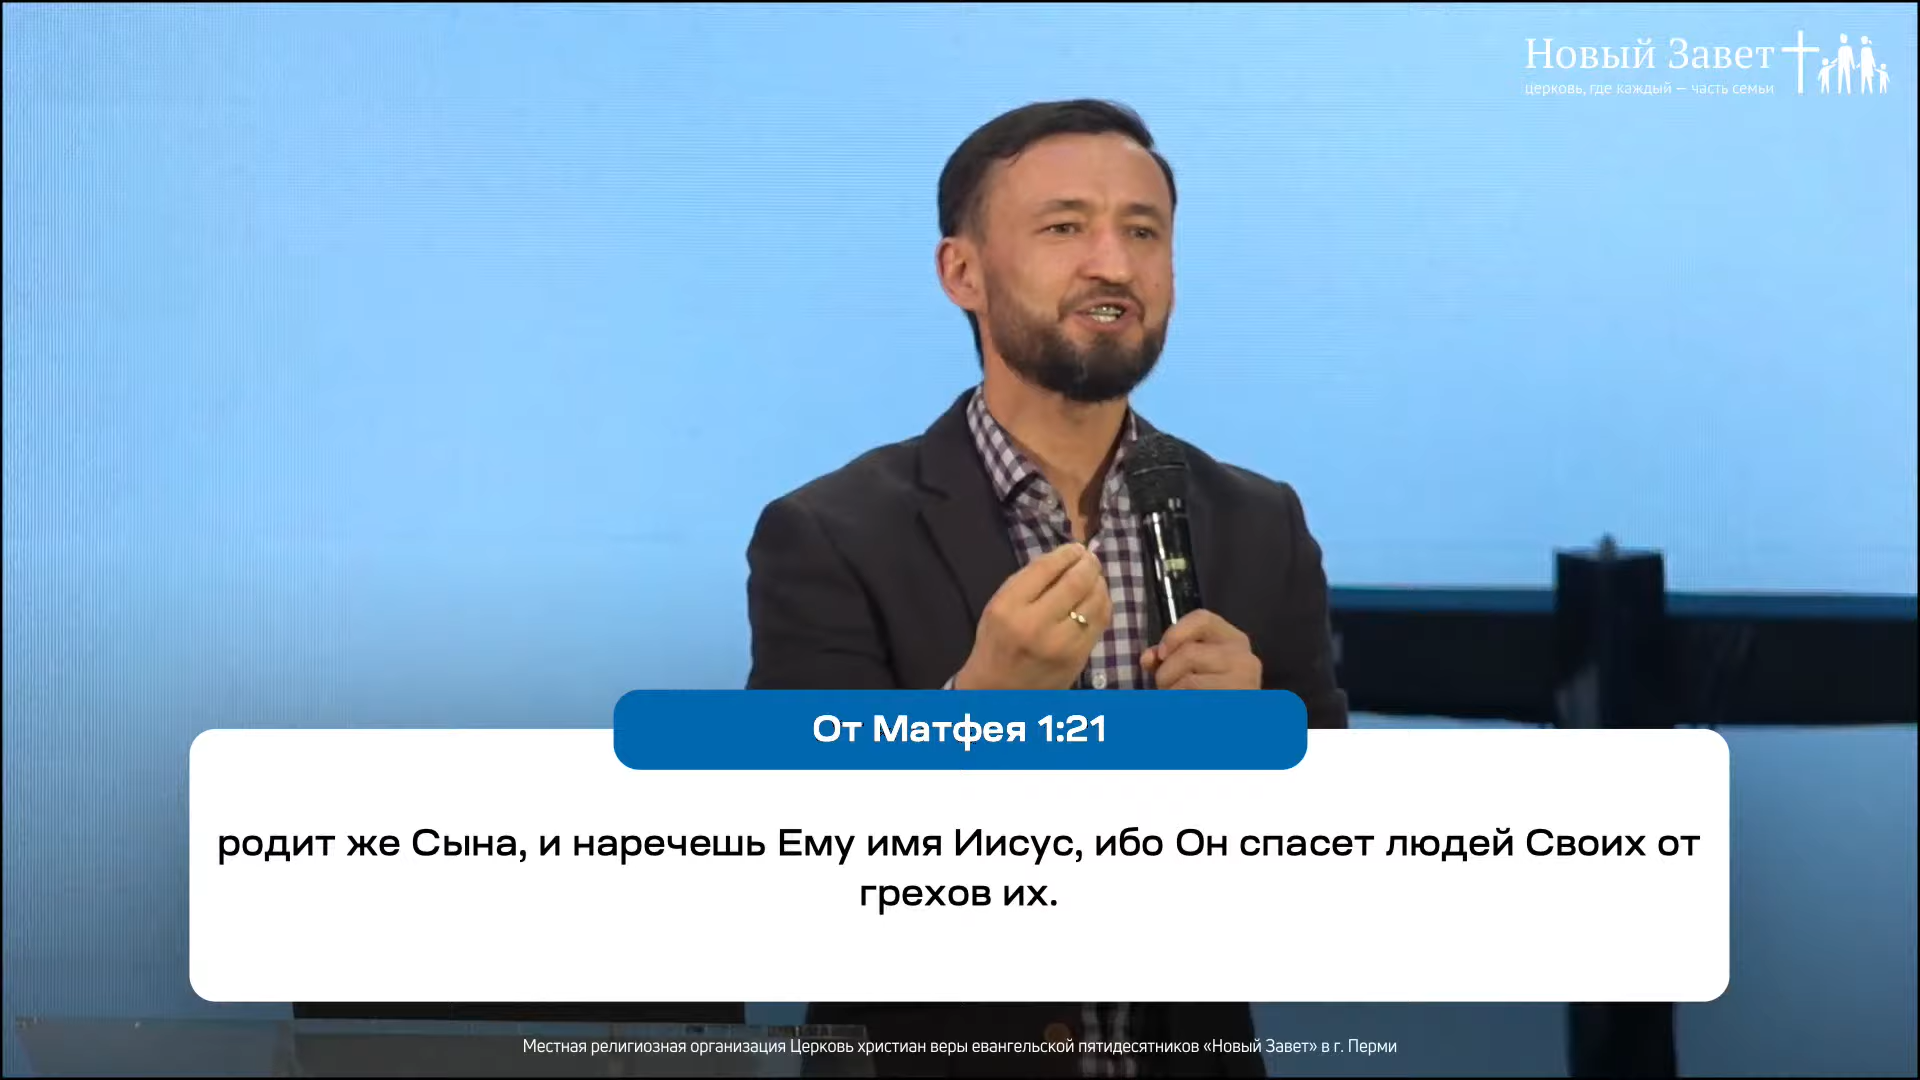 Новый Завет
церковь, где каждый — часть семьи
От Матфея 1:21
родит же Сына, и наречешь Ему имя Иисус, ибо Он спасет людей Своих от
грехов их.
Местная религиозная организация Церковь христиан веры евангельской пятидесятников «Новый Завет» в г. Перми